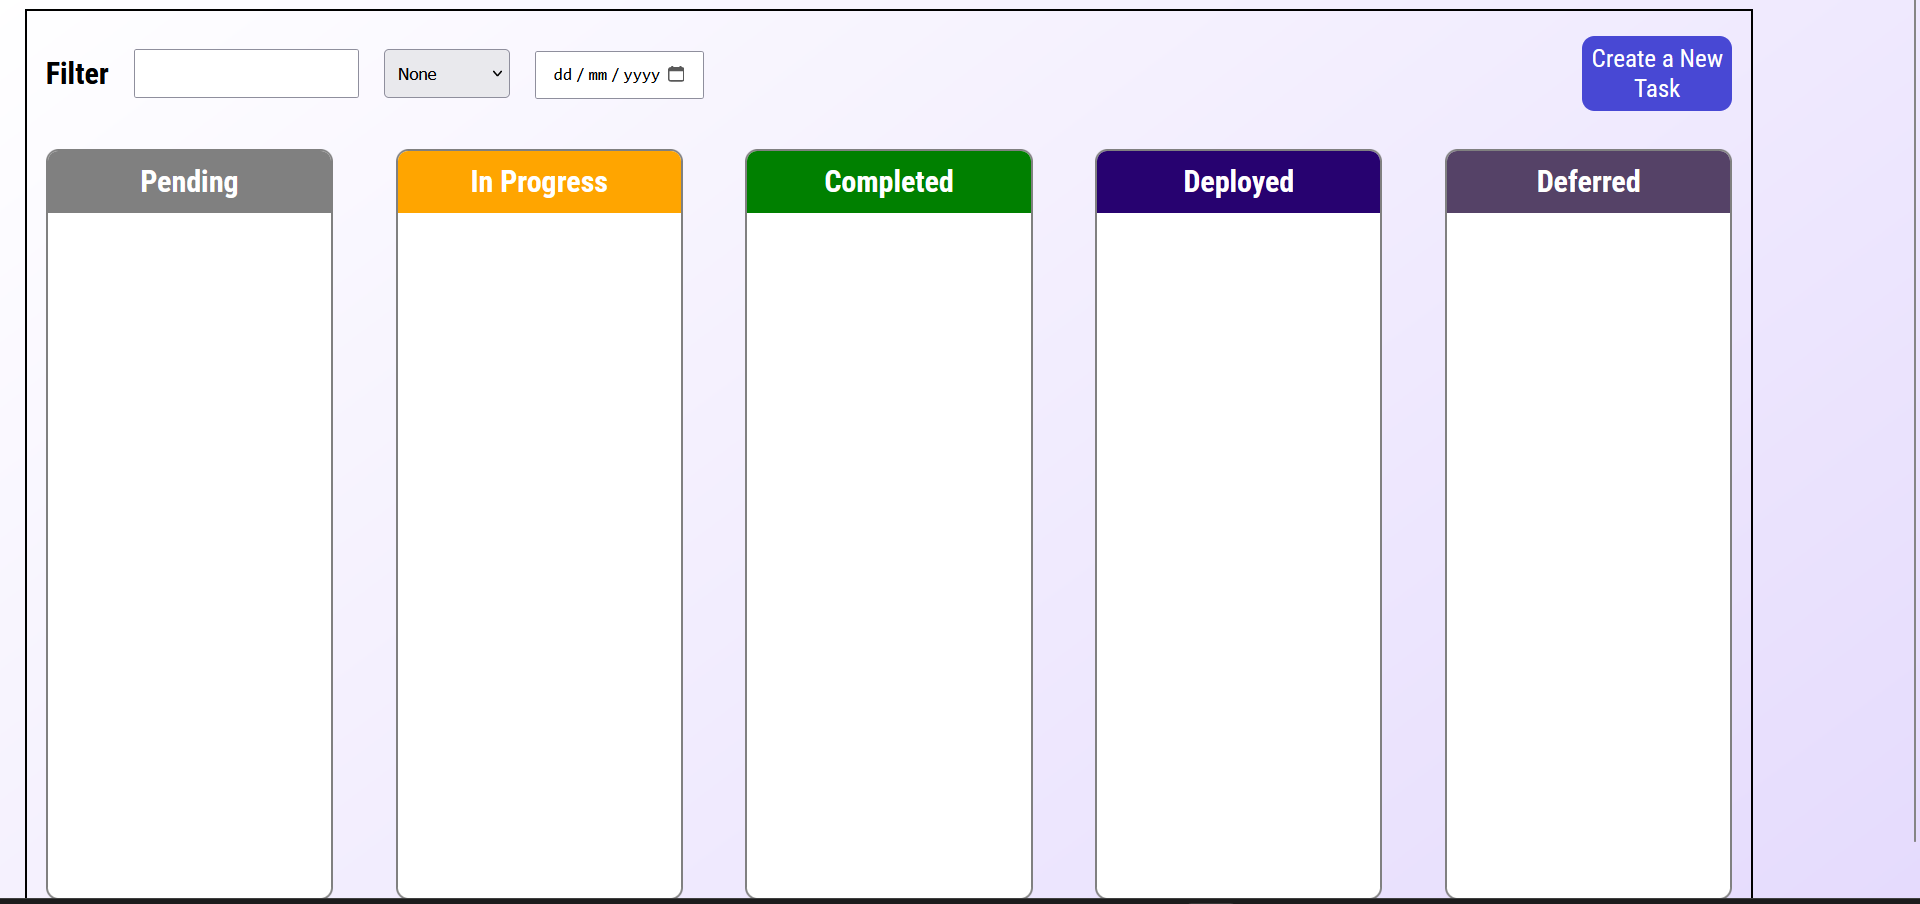 Filter
None
dd / mm / yyyy
Create a New
Task
Pending
In Progress
Completed
Deployed
Deferred